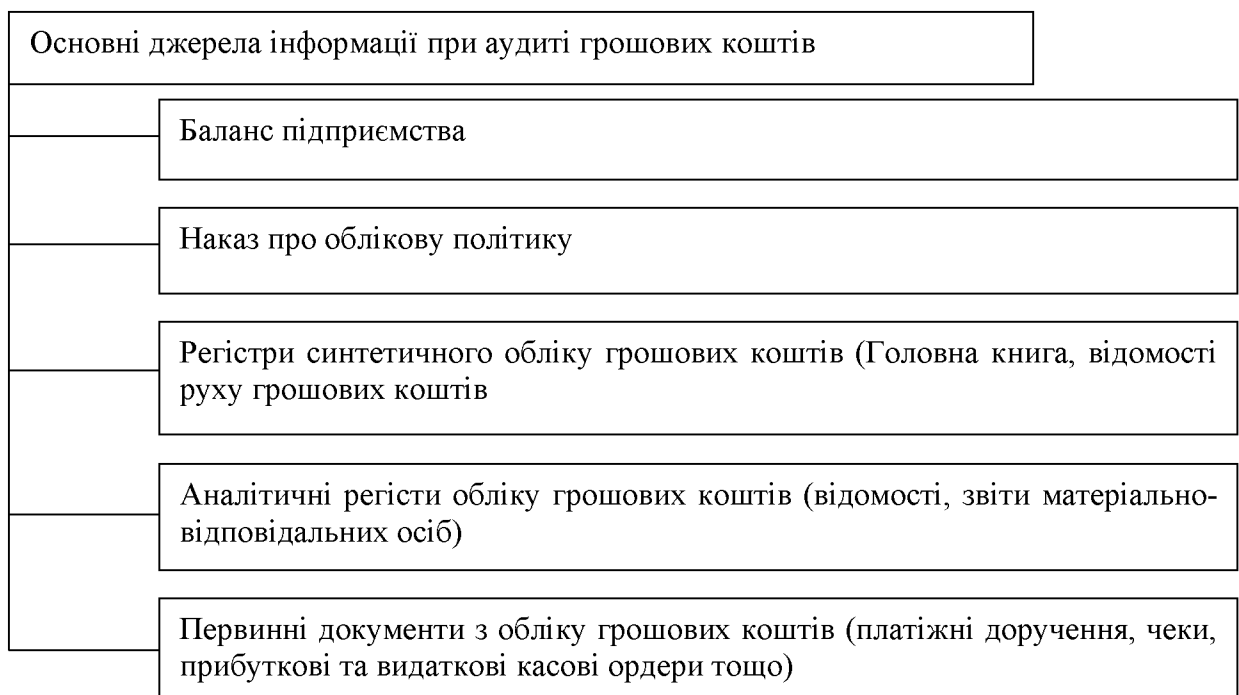 Основні джерела інформації при аудиті грошових коштів
Баланс підприємства
Наказ про облікову політику
Регістри синтетичного обліку грошових коштів (Головна книга, відомості
руху грошових коштів
Аналітичні регісти обліку грошових коштів (відомості, звіти матеріально-
відповідальних осіб)
Первинні документи з обліку грошових коштів (платіжні доручення, чеки,
прибуткові та видаткові касові ордери тощо)